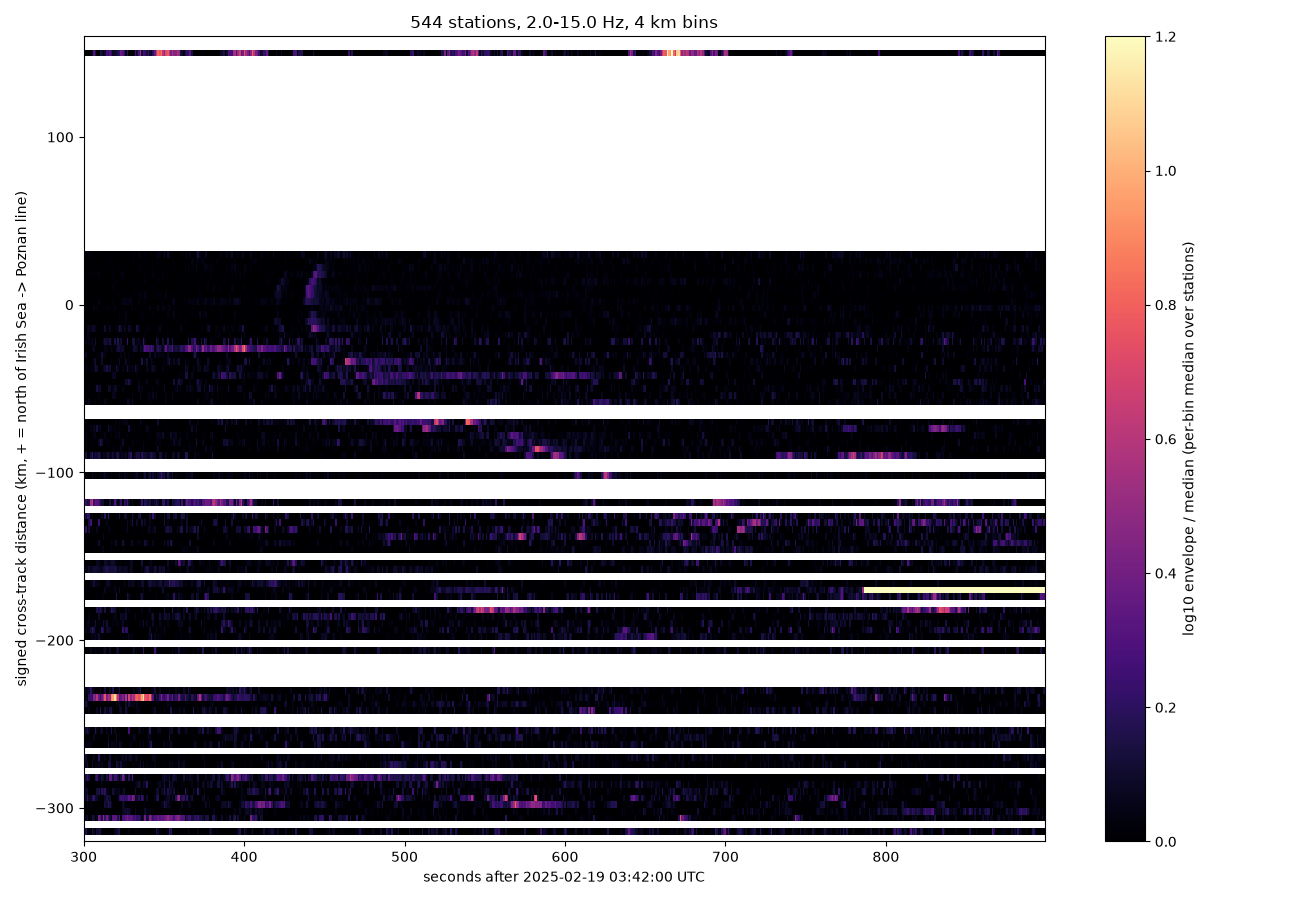 544 stations, 2.0-15.0 Hz, 4 km bins
signed cross-track distance (km, + = north of Irish Sea -> Poznan line)
100
0
−100
−200
−300
300 400 500 600 700 800
seconds after 2025-02-19 03:42:00 UTC
1.2
1.0
0.8
0.6
0.4
0.2
0.0
log10 envelope / median (per-bin median over stations)